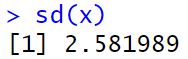 > sd(x)
[1] 2.581989